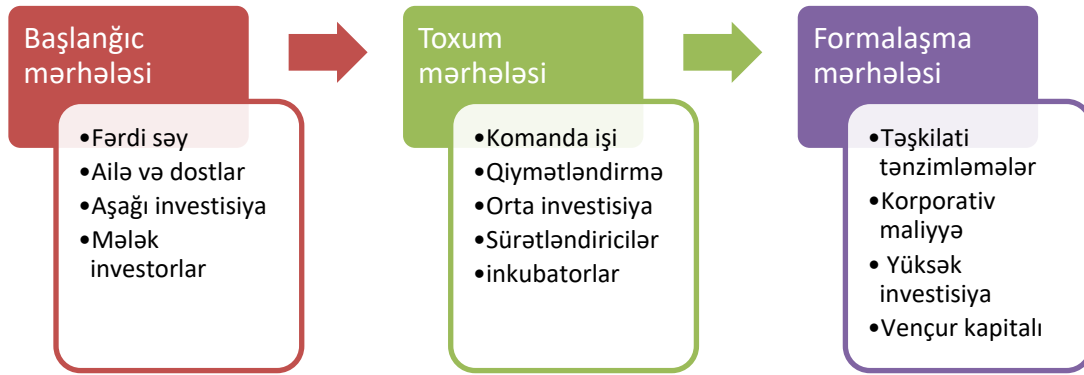 Başlanğıc
mərhələsi
•Fərdi səy
•Ailə və dostlar
•Aşağı investisiya
•Mələk
investorlar
Toxum
mərhələsi
•Komanda işi
•Qiymətləndirmə
•Orta investisiya
•Sürətləndiricilər
•inkubatorlar
Formalaşma
mərhələsi
•Təşkilati
tənzimləmələr
•Korporativ
maliyyə
• Yüksək
investisiya
•Vençur kapitalı